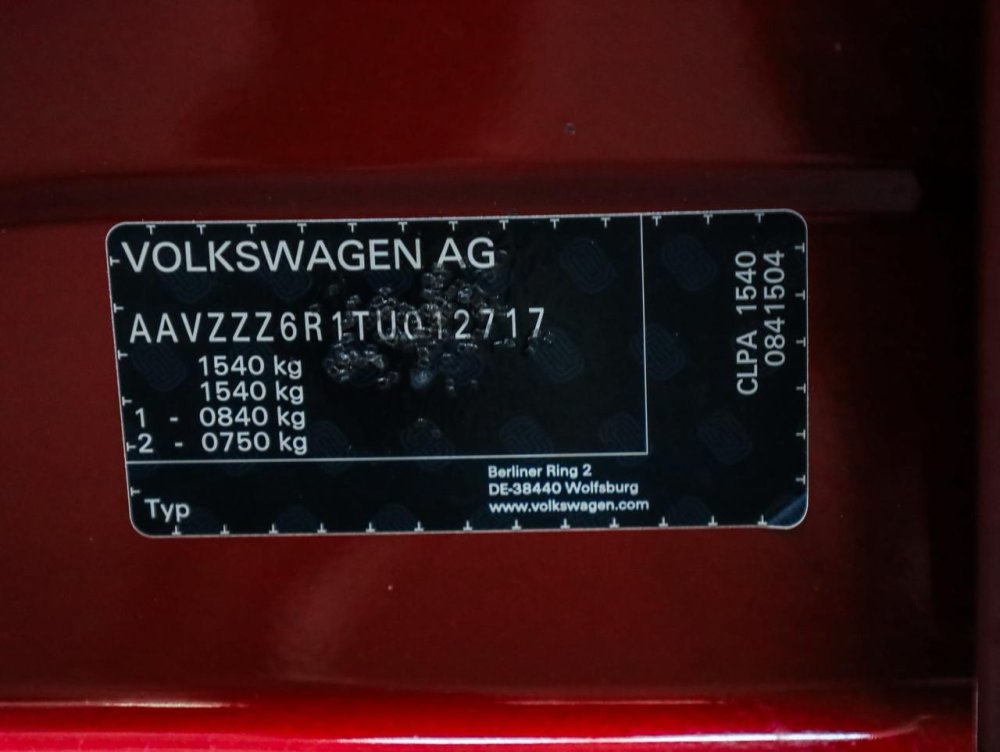 VOLKSWAGEN AG
AAVZZZ6R1TU012717
1540 kg
1540 kg
1 - 0840 kg
2 - 0750 kg
Berliner Ring 2
DE-38440 Wolfsburg
www.volkswagen.com
Typ
CLPA 1540
0841504